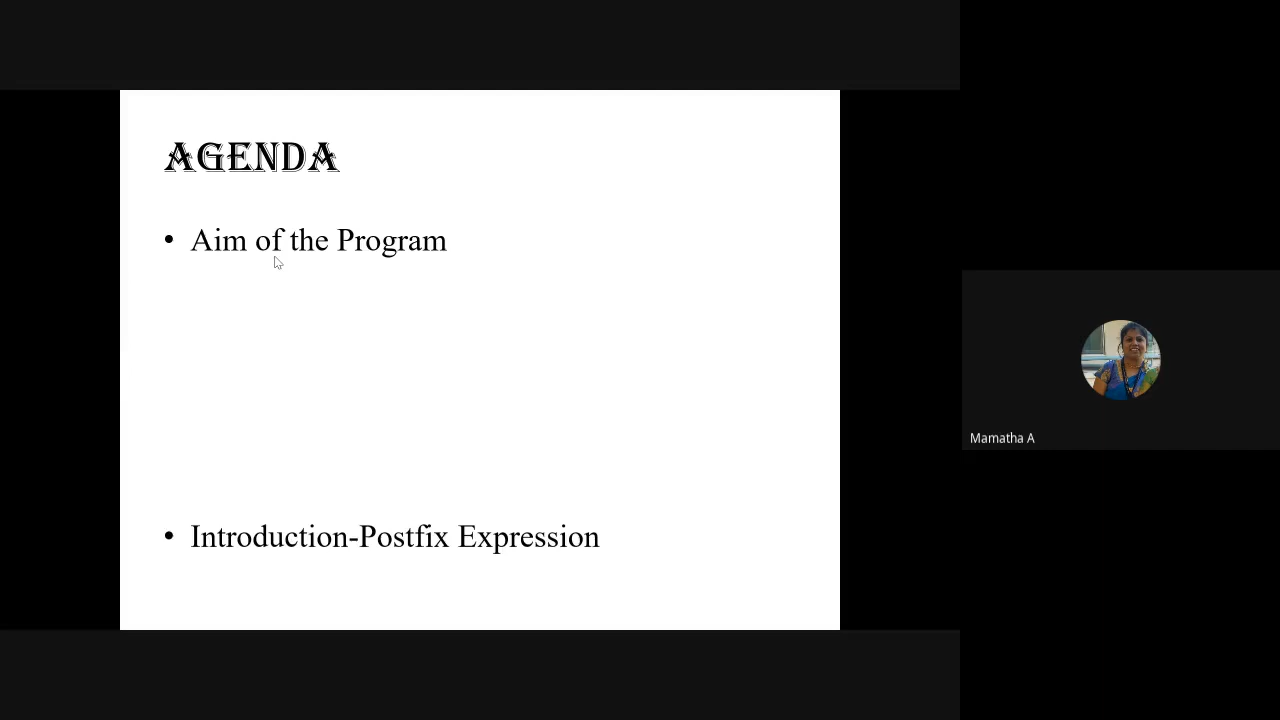 AGENDA
• Aim of the Program
• Introduction-Postfix Expression
Mamatha A